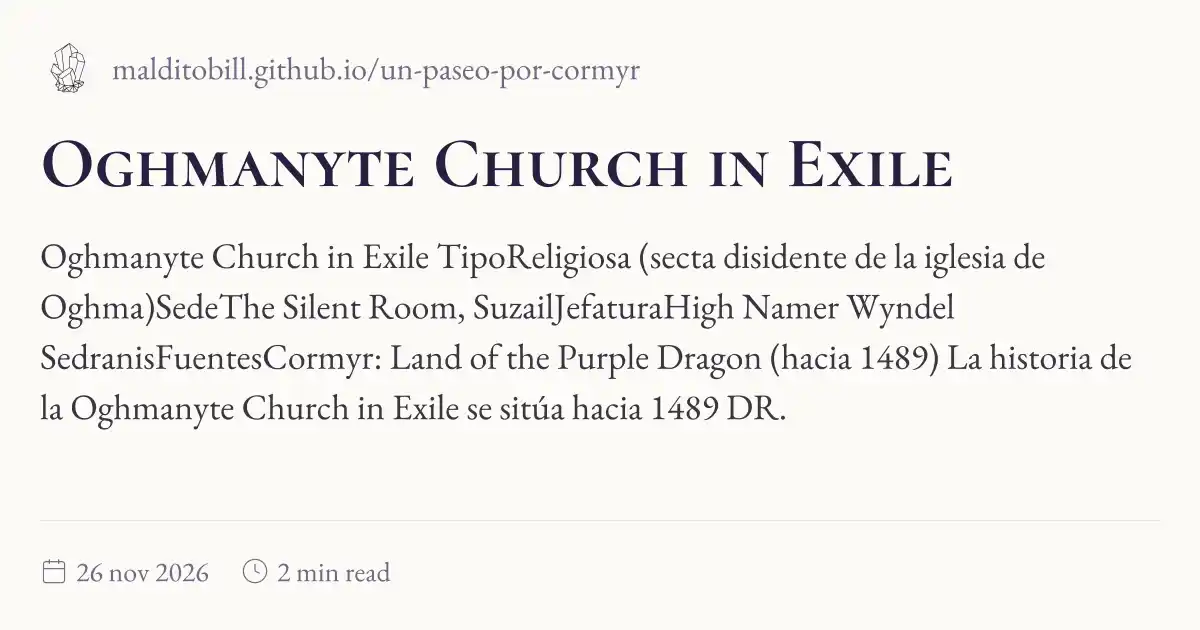 malditobill.github.io/un-paseo-por-cormyr
Oghmanyte Church in Exile
Oghmanyte Church in Exile TipoReligiosa (secta disidente de la iglesia de
Oghma)SedeThe Silent Room, SuzailJefaturaHigh Namer Wyndel
SedranisFuentesCormyr: Land of the Purple Dragon (hacia 1489) La historia de
la Oghmanyte Church in Exile se sitúa hacia 1489 DR.
26 nov 2026 2 min read